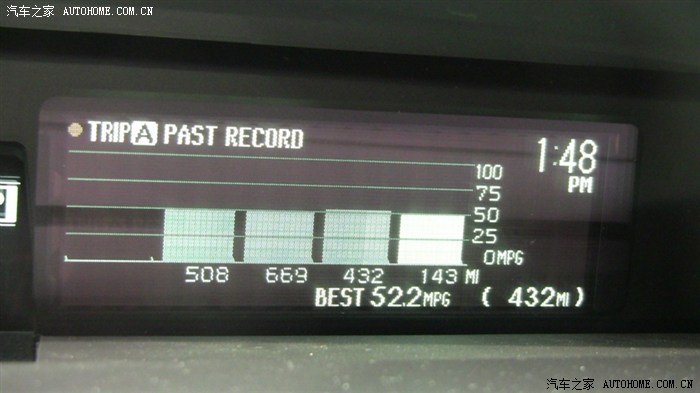 汽车之家 AUTOHOME.COM.CN
TRIP A PAST RECORD
1:48
PM
100
75
50
25
0MPG
508 669 432 143 MI
BEST 52.2MPG ( 432MI )
汽车之家 AUTOHOME.COM.CN